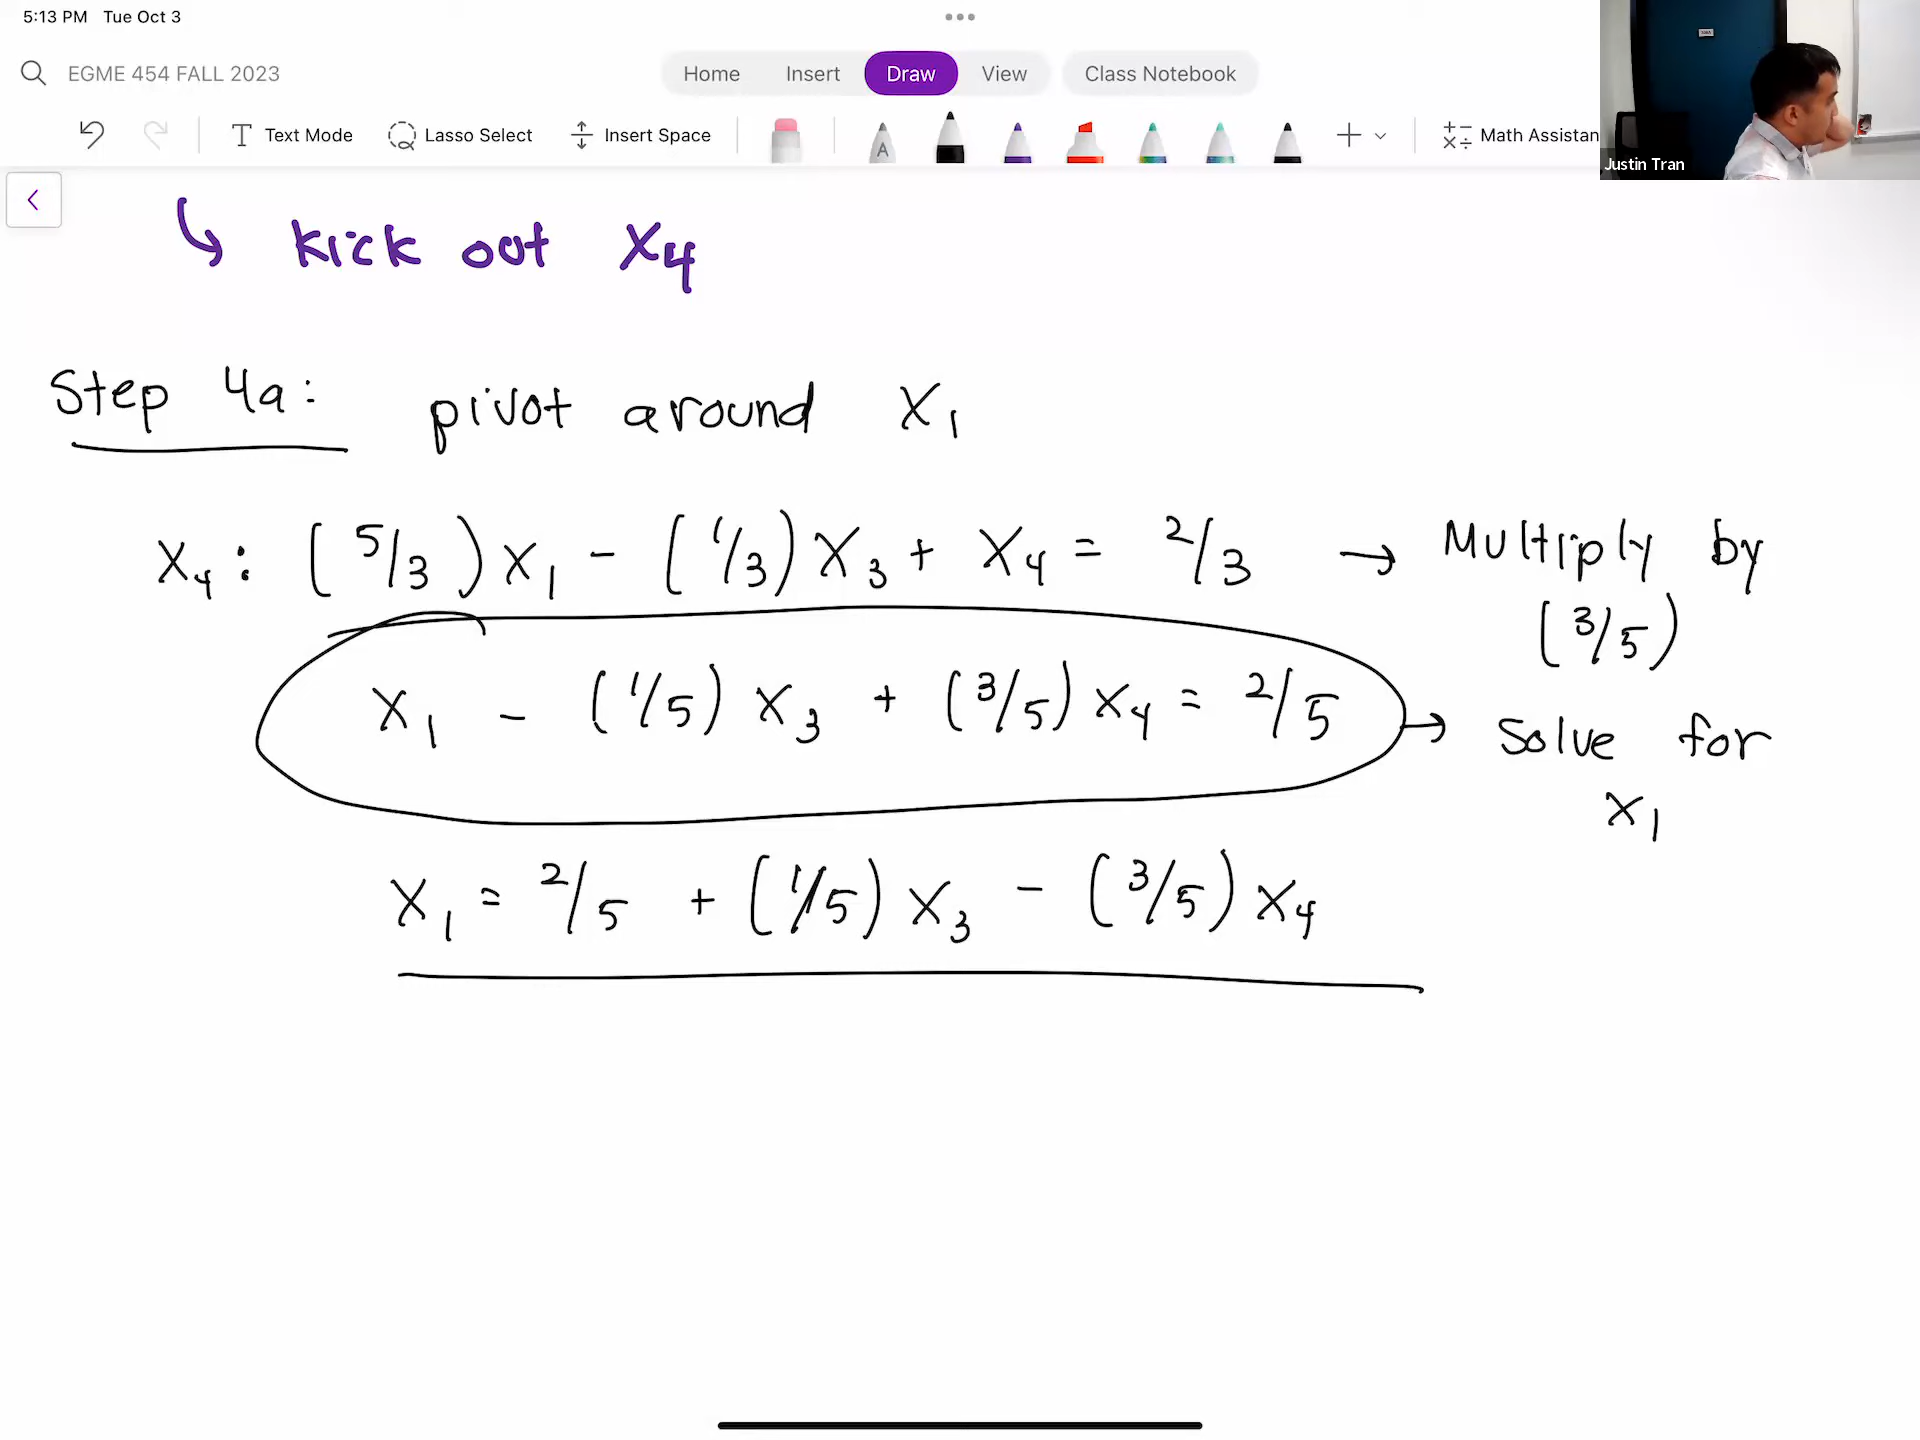 5:13 PM Tue Oct 3
EGME 454 FALL 2023
Home Insert Draw View Class Notebook
Text Mode Lasso Select Insert Space A Math Assistan
Justin Tran
kick out X4
Step 4a: pivot around X1
X4: (5/3)X1 - (1/3)X3 + X4 = 2/3 → Multiply by
(3/5)
X1 - (1/5)X3 + (3/5)X4 = 2/5 → Solve for
X1
X1 = 2/5 + (1/5)X3 - (3/5)X4